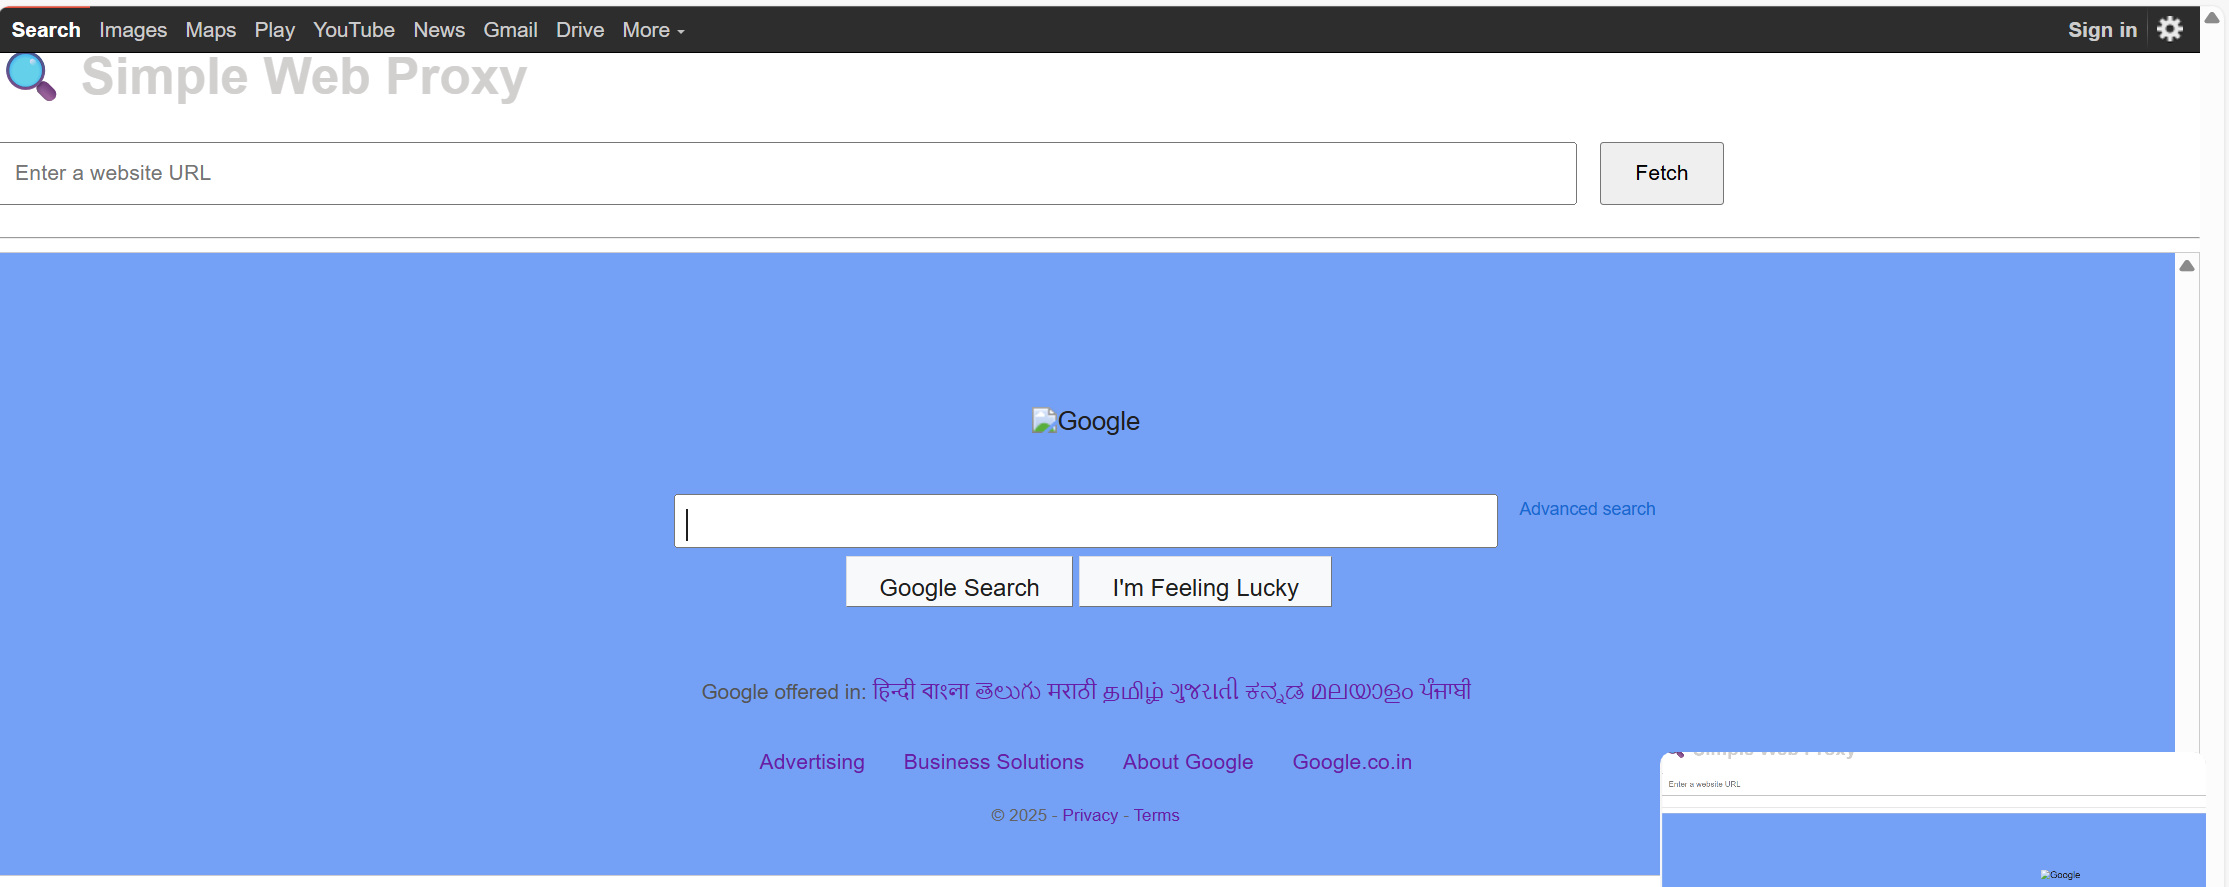 Search Images Maps Play YouTube News Gmail Drive More Sign in
Simple Web Proxy
Enter a website URL Fetch
Google
Advanced search
Google Search I'm Feeling Lucky
Google offered in: हिन्दी বাংলা తెలుగు मराठी தமிழ் ગુજરાતી ಕನ್ನಡ മലയാളം ਪੰਜਾਬੀ
Advertising Business Solutions About Google Google.co.in
© 2025 - Privacy - Terms
Simple Web Proxy
Enter a website URL
Google